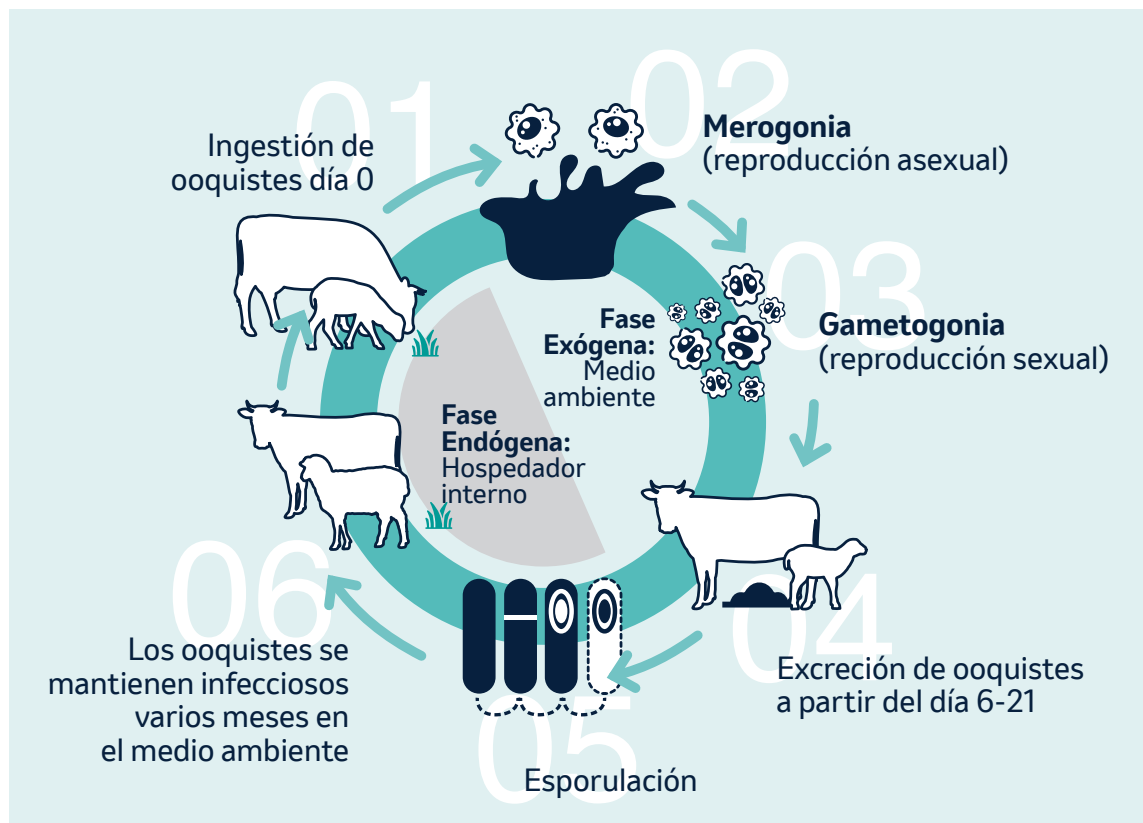 01
Ingestión de
ooquistes día 0
02
Merogonia
(reproducción asexual)
03
Gametogonia
(reproducción sexual)
Fase
Exógena:
Medio
ambiente
Fase
Endógena:
Hospedador
interno
04
Excreción de ooquistes
a partir del día 6-21
05
Esporulación
06
Los ooquistes se
mantienen infecciosos
varios meses en
el medio ambiente